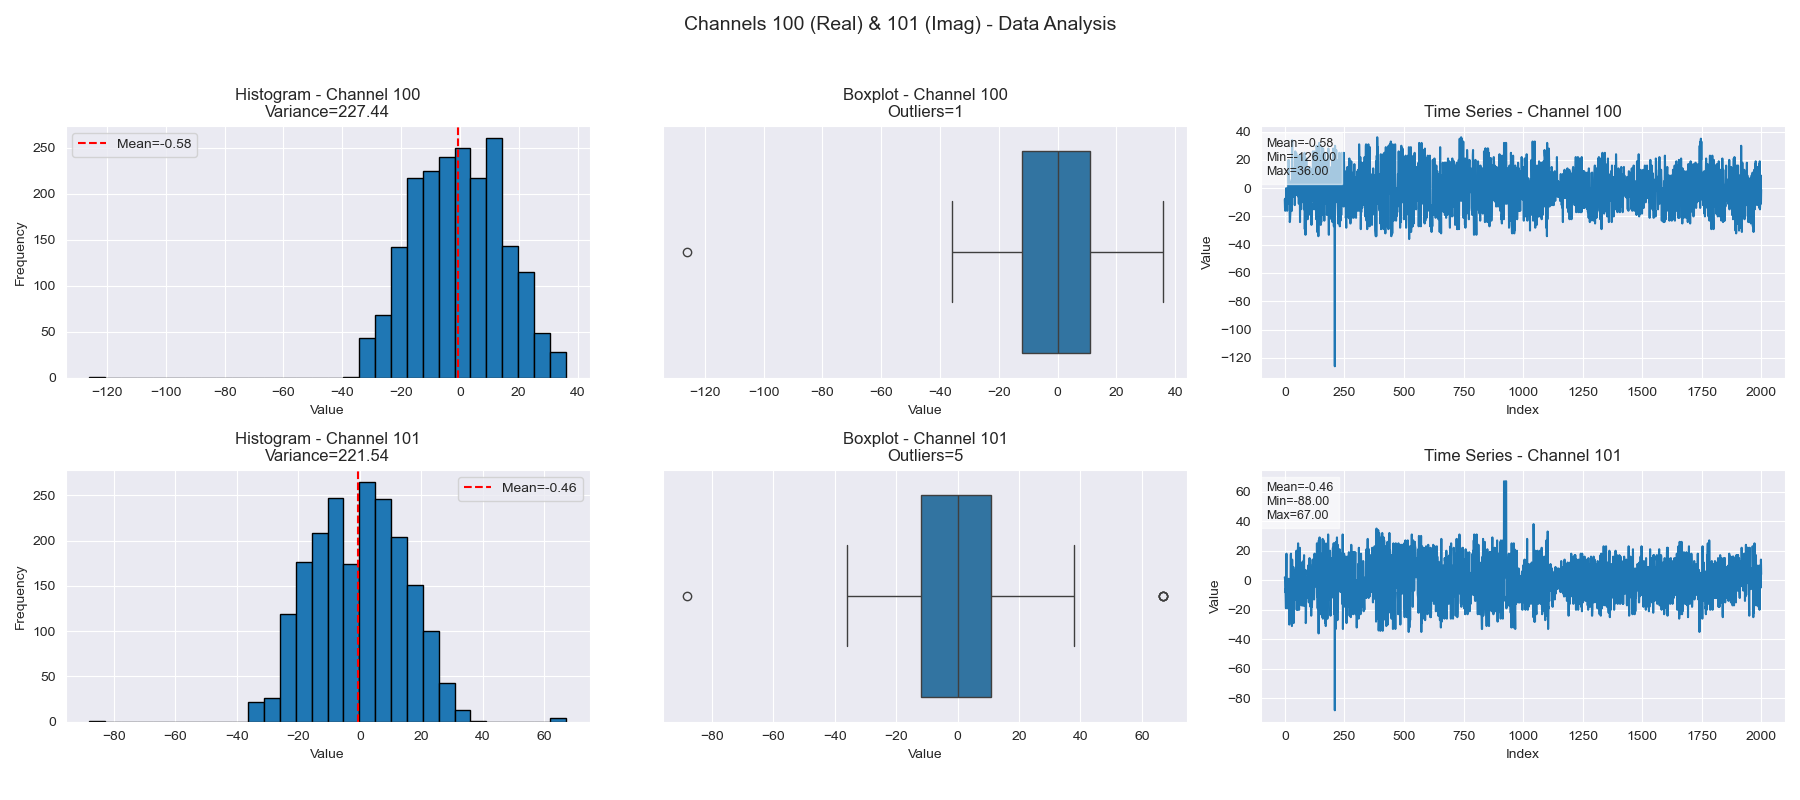 Channels 100 (Real) & 101 (Imag) - Data Analysis
Histogram - Channel 100
Variance=227.44
Mean=-0.58
Frequency
250
200
150
100
50
0
−120 −100 −80 −60 −40 −20 0 20 40
Value
Boxplot - Channel 100
Outliers=1
−120 −100 −80 −60 −40 −20 0 20 40
Value
Time Series - Channel 100
Mean=-0.58
Min=-126.00
Max=36.00
Value
40
20
0
−20
−40
−60
−80
−100
−120
0 250 500 750 1000 1250 1500 1750 2000
Index
Histogram - Channel 101
Variance=221.54
Mean=-0.46
Frequency
250
200
150
100
50
0
−80 −60 −40 −20 0 20 40 60
Value
Boxplot - Channel 101
Outliers=5
−80 −60 −40 −20 0 20 40 60
Value
Time Series - Channel 101
Mean=-0.46
Min=-88.00
Max=67.00
Value
60
40
20
0
−20
−40
−60
−80
0 250 500 750 1000 1250 1500 1750 2000
Index